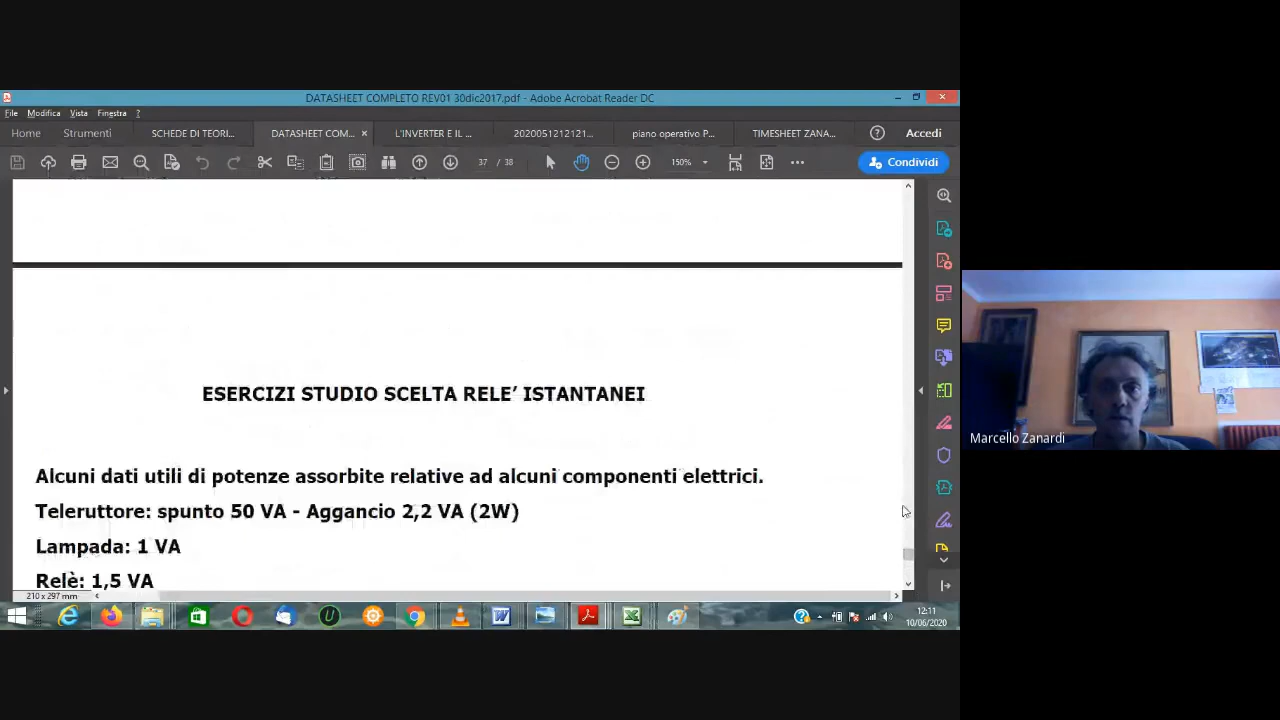 DATASHEET COMPLETO REV01 30dic2017.pdf - Adobe Acrobat Reader DC
File Modifica Vista Finestra ?
Home Strumenti SCHEDE DI TEORI... DATASHEET COM... × L'INVERTER E IL ... 2020051212121... piano operativo P... TIMESHEET ZANA... Accedi
37 / 38 150% Condividi
ESERCIZI STUDIO SCELTA RELE’ ISTANTANEI
Alcuni dati utili di potenze assorbite relative ad alcuni componenti elettrici.
Teleruttore: spunto 50 VA - Aggancio 2,2 VA (2W)
Marcello Zanardi
Lampada: 1 VA
Relè: 1,5 VA
210 x 297 mm
12:11
10/06/2020